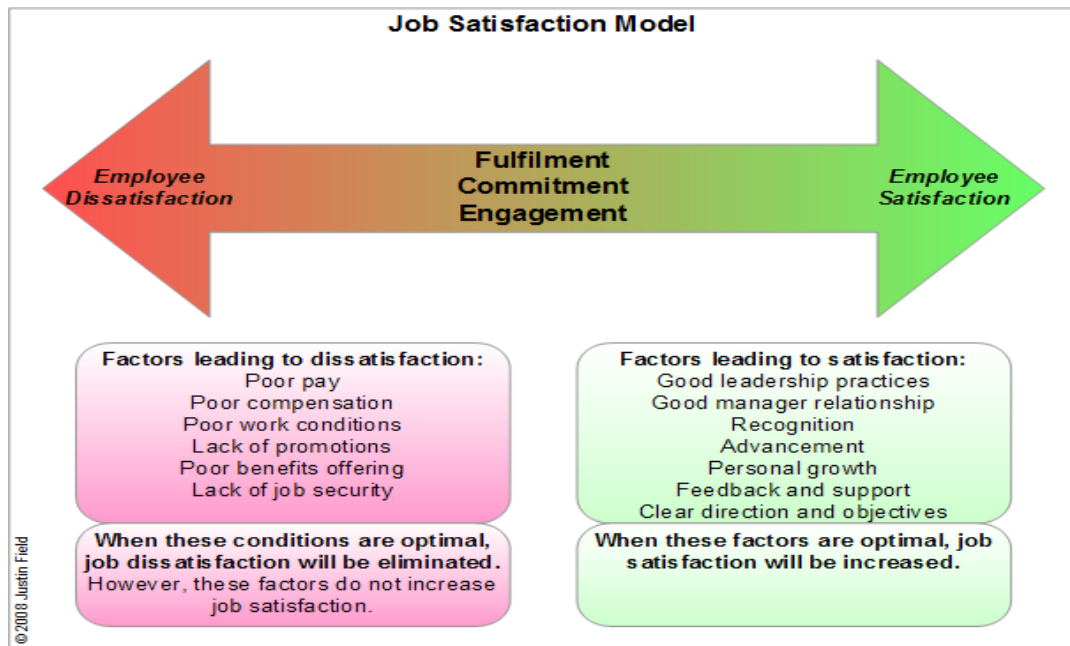 Job Satisfaction Model
Employee
Dissatisfaction
Fulfilment
Commitment
Engagement
Employee
Satisfaction
Factors leading to dissatisfaction:
Poor pay
Poor compensation
Poor work conditions
Lack of promotions
Poor benefits offering
Lack of job security
When these conditions are optimal,
job dissatisfaction will be eliminated.
However, these factors do not increase
job satisfaction.
Factors leading to satisfaction:
Good leadership practices
Good manager relationship
Recognition
Advancement
Personal growth
Feedback and support
Clear direction and objectives
When these factors are optimal, job
satisfaction will be increased.
© 2008 Justin Field